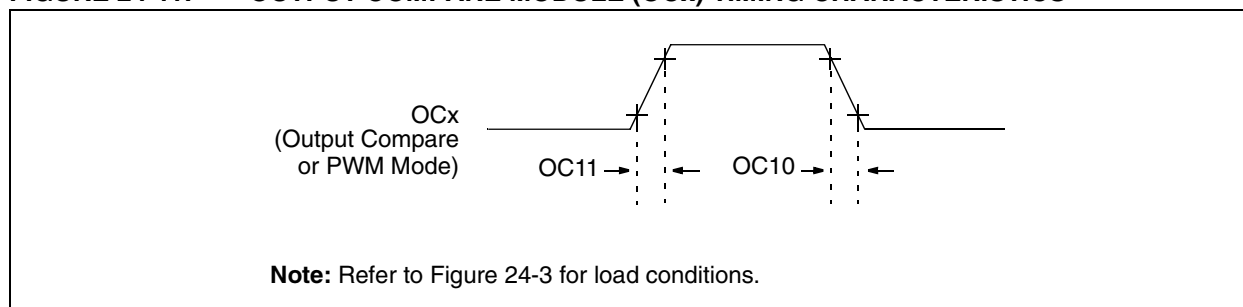 OCx
(Output Compare
or PWM Mode)
OC11
OC10
Note: Refer to Figure 24-3 for load conditions.